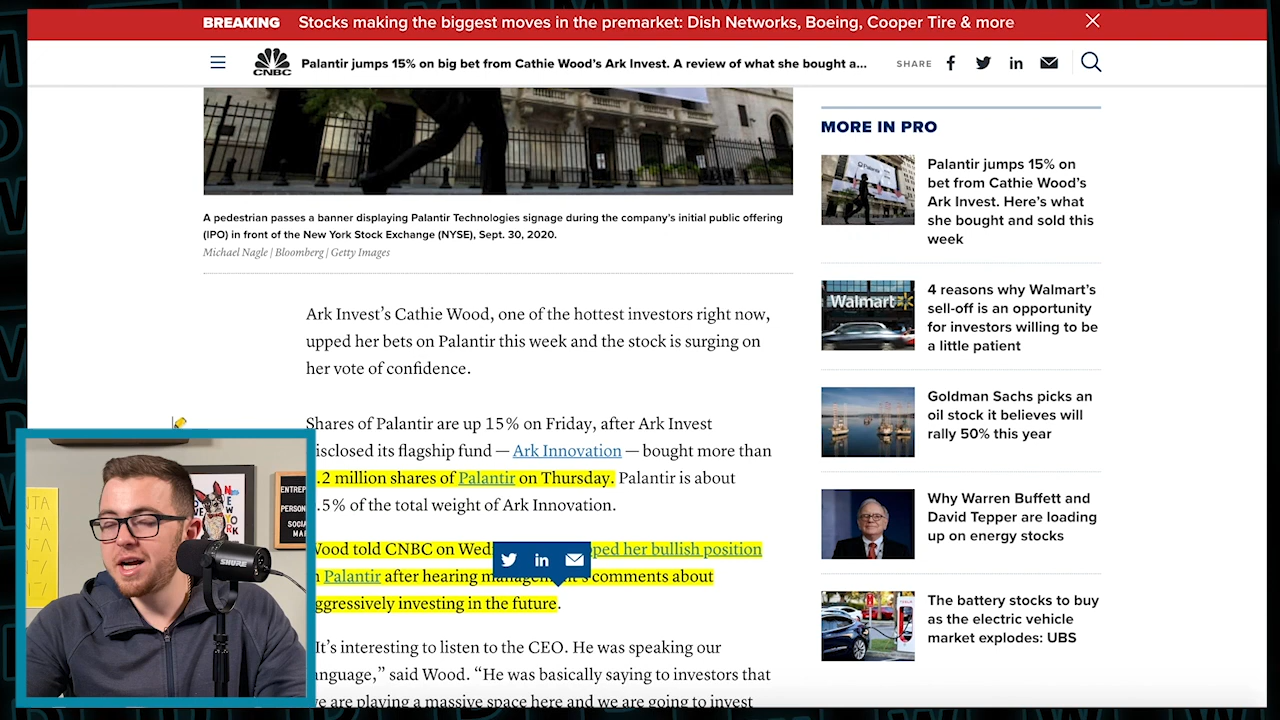 BREAKING Stocks making the biggest moves in the premarket: Dish Networks, Boeing, Cooper Tire & more
CNBC
Palantir jumps 15% on big bet from Cathie Wood's Ark Invest. A review of what she bought a...
SHARE
A pedestrian passes a banner displaying Palantir Technologies signage during the company's initial public offering
(IPO) in front of the New York Stock Exchange (NYSE), Sept. 30, 2020.
Michael Nagle | Bloomberg | Getty Images
Ark Invest's Cathie Wood, one of the hottest investors right now,
upped her bets on Palantir this week and the stock is surging on
her vote of confidence.
Shares of Palantir are up 15% on Friday, after Ark Invest
disclosed its flagship fund — Ark Innovation — bought more than
.2 million shares of Palantir on Thursday. Palantir is about
.5% of the total weight of Ark Innovation.
Wood told CNBC on Wed
ped her bullish position
Palantir after hearing management's comments about
aggressively investing in the future.
"It's interesting to listen to the CEO. He was speaking our
language," said Wood. "He was basically saying to investors that
we are playing a massive space here and we are going to invest
MORE IN PRO
Palantir jumps 15% on
bet from Cathie Wood's
Ark Invest. Here's what
she bought and sold this
week
Walmart
4 reasons why Walmart's
sell-off is an opportunity
for investors willing to be
a little patient
Goldman Sachs picks an
oil stock it believes will
rally 50% this year
Why Warren Buffett and
David Tepper are loading
up on energy stocks
The battery stocks to buy
as the electric vehicle
market explodes: UBS
NEW
YORK
ENTREP
PERSON
SOCIA
MAR
SHURE